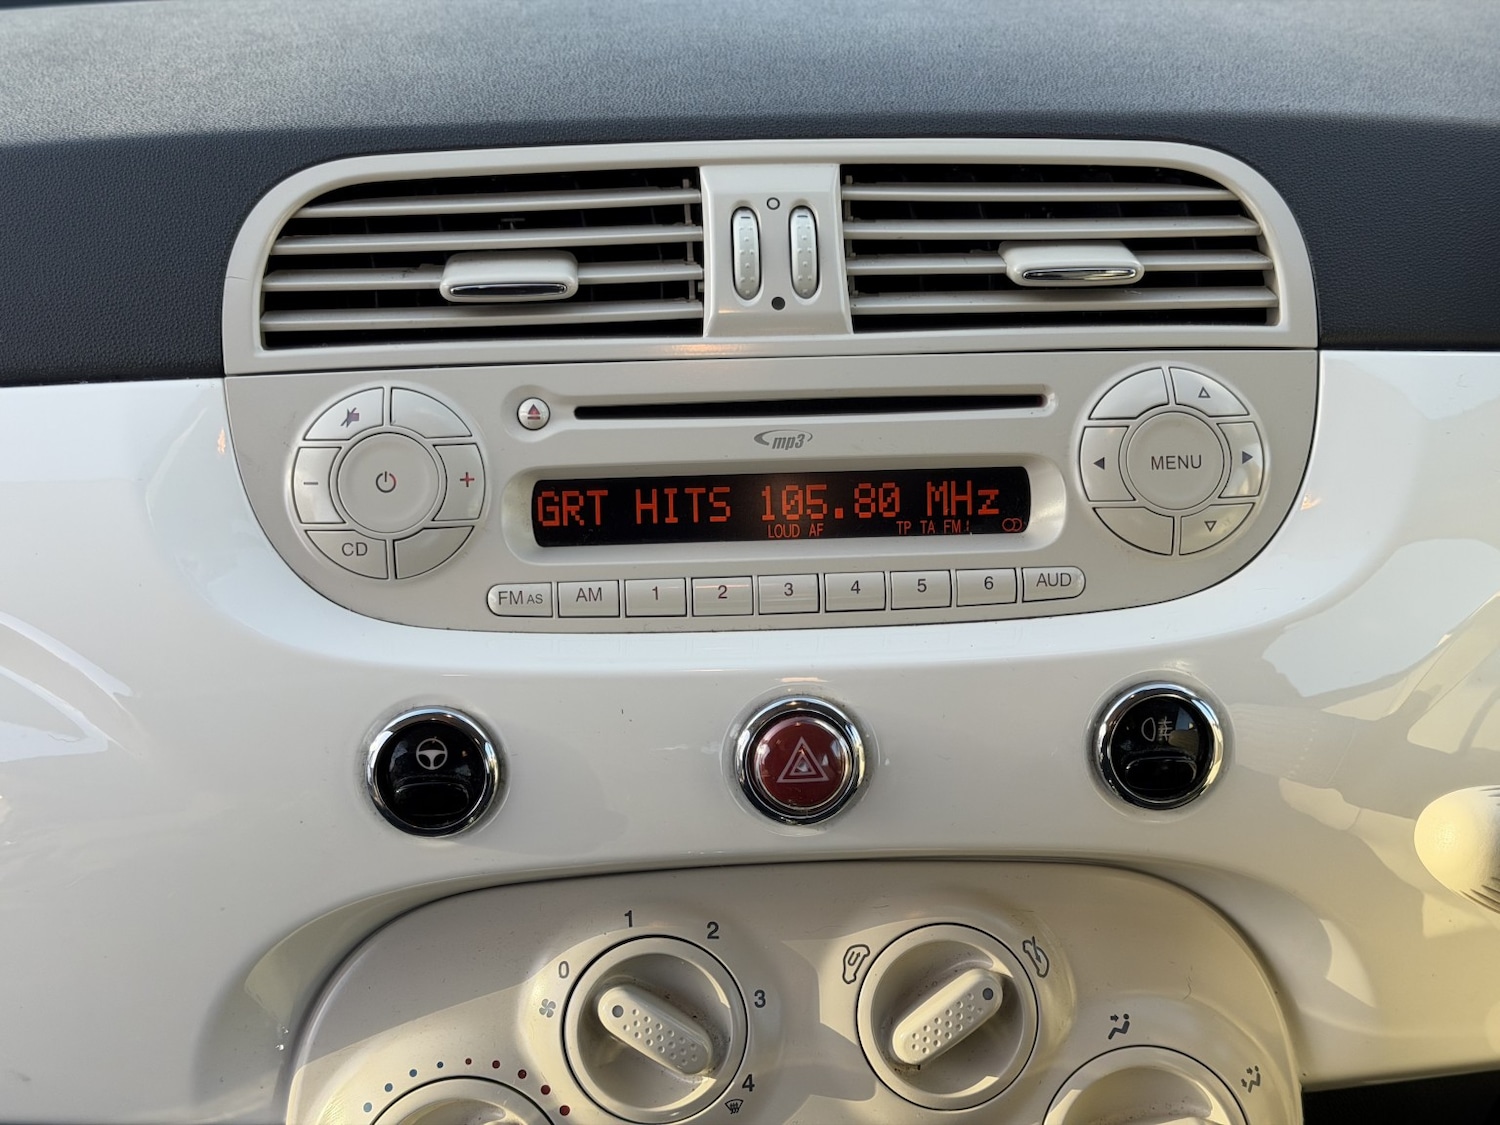 mp3
GRT HITS 105.80 MHz
LOUD AF TP TA FM1
CD
MENU
FM AS AM 1 2 3 4 5 6 AUD
0 1 2 3 4